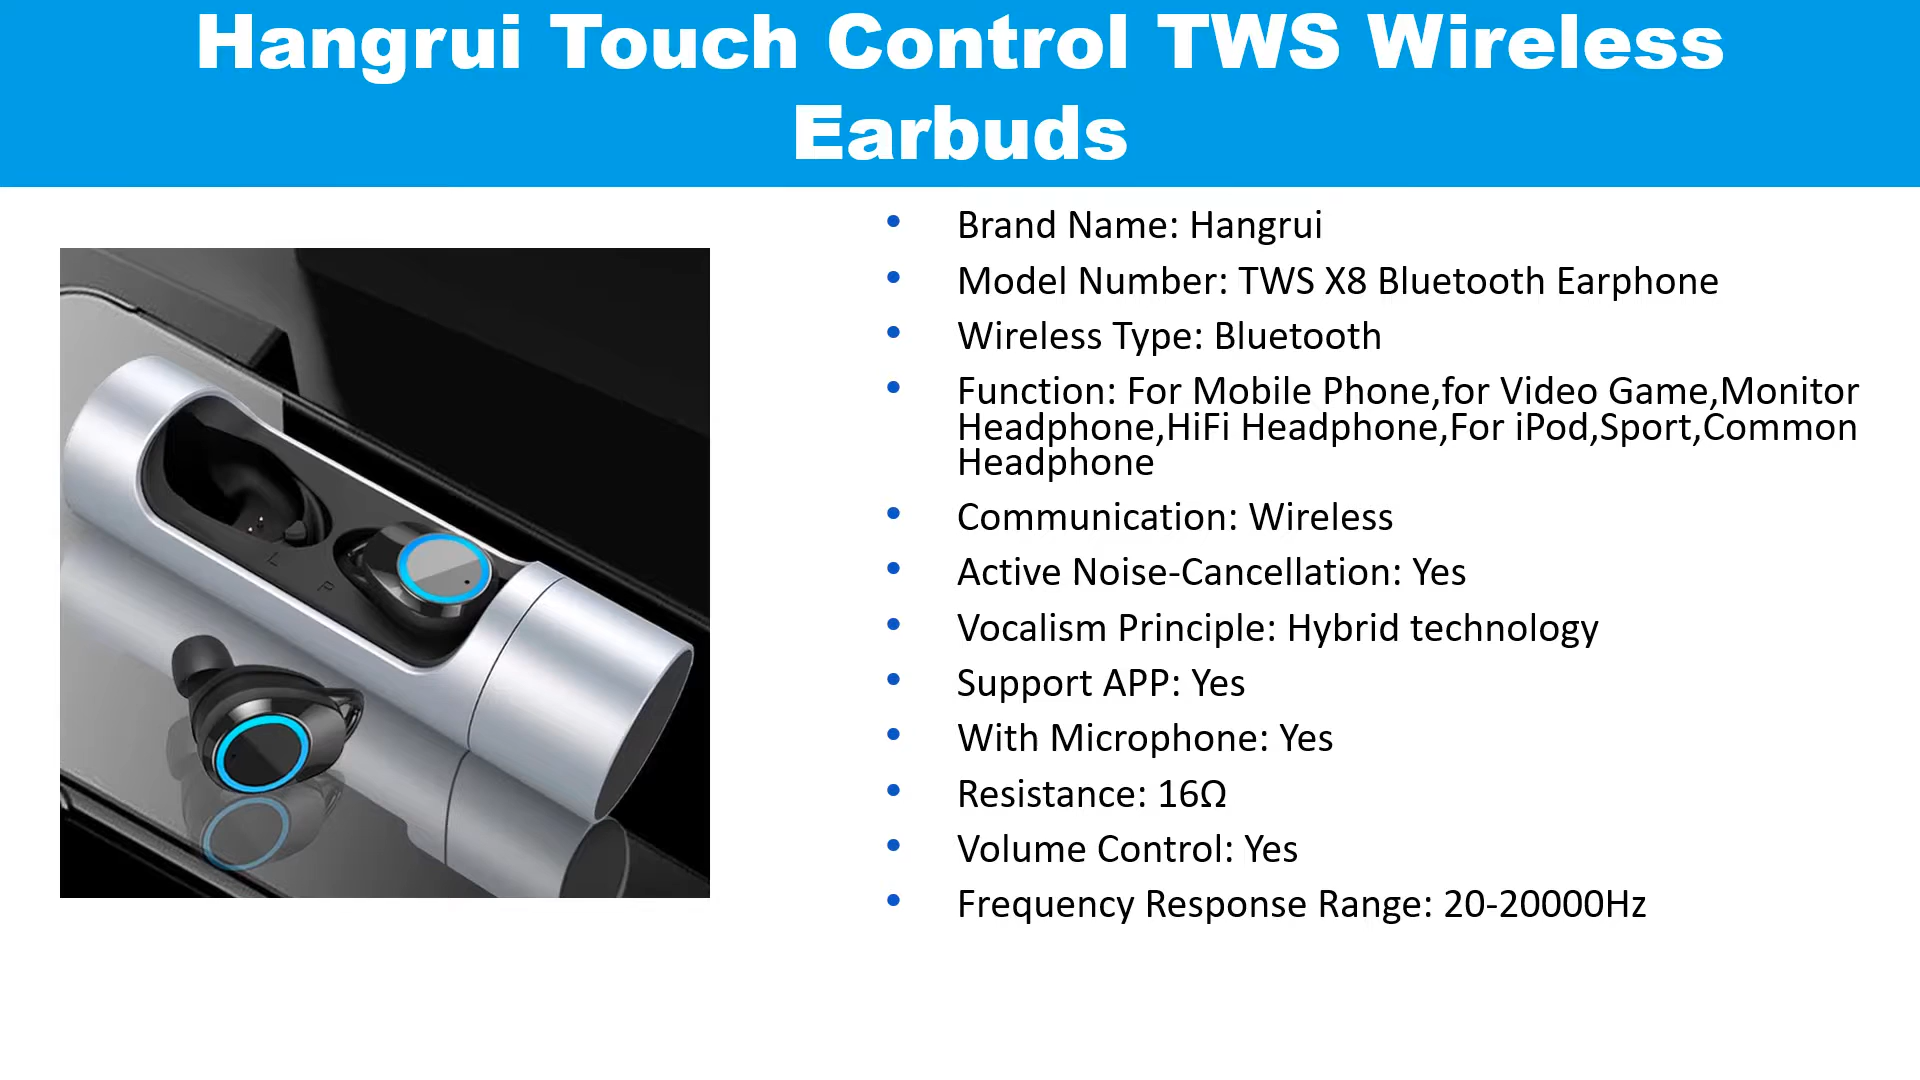 Hangrui Touch Control TWS Wireless
Earbuds
• Brand Name: Hangrui
• Model Number: TWS X8 Bluetooth Earphone
• Wireless Type: Bluetooth
• Function: For Mobile Phone,for Video Game,Monitor
Headphone,HiFi Headphone,For iPod,Sport,Common
Headphone
• Communication: Wireless
• Active Noise-Cancellation: Yes
• Vocalism Principle: Hybrid technology
• Support APP: Yes
• With Microphone: Yes
• Resistance: 16Ω
• Volume Control: Yes
• Frequency Response Range: 20-20000Hz
L